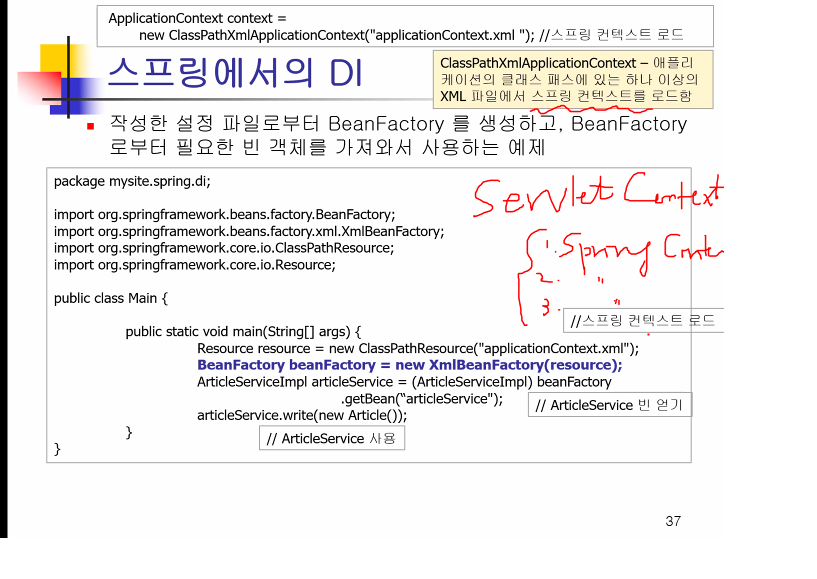 ApplicationContext context =
new ClassPathXmlApplicationContext("applicationContext.xml "); //스프링 컨텍스트 로드
스프링에서의 DI
ClassPathXmlApplicationContext – 애플리
케이션의 클래스 패스에 있는 하나 이상의
XML 파일에서 스프링 컨텍스트를 로드함
작성한 설정 파일로부터 BeanFactory 를 생성하고, BeanFactory
로부터 필요한 빈 객체를 가져와서 사용하는 예제
package mysite.spring.di;
Servlet Context
import org.springframework.beans.factory.BeanFactory;
import org.springframework.beans.factory.xml.XmlBeanFactory;
import org.springframework.core.io.ClassPathResource;
import org.springframework.core.io.Resource;
1. Spring Conte
2. "
3. "
public class Main {
//스프링 컨텍스트 로드
public static void main(String[] args) {
Resource resource = new ClassPathResource("applicationContext.xml");
BeanFactory beanFactory = new XmlBeanFactory(resource);
ArticleServiceImpl articleService = (ArticleServiceImpl) beanFactory
.getBean("articleService");
// ArticleService 빈 얻기
articleService.write(new Article());
}
// ArticleService 사용
}
37